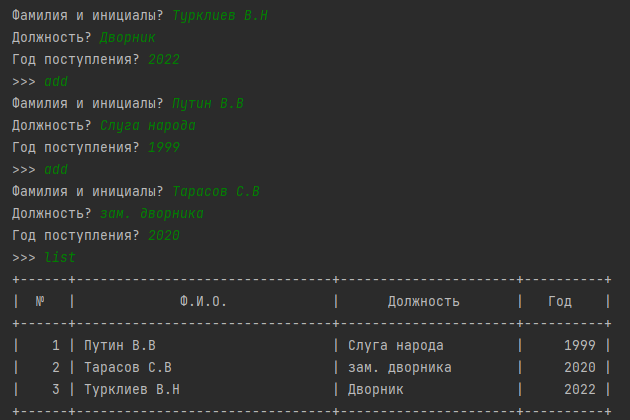 Фамилия и инициалы? Турклиев В.Н
Должность? Дворник
Год поступления? 2022
>>> add
Фамилия и инициалы? Путин В.В
Должность? Слуга народа
Год поступления? 1999
>>> add
Фамилия и инициалы? Тарасов С.В
Должность? зам. дворника
Год поступления? 2020
>>> list
+------+--------------------------------+----------------------+----------+
|  №   |             Ф.И.О.             |      Должность       |   Год    |
+------+--------------------------------+----------------------+----------+
|    1 | Путин В.В                      | Слуга народа         |     1999 |
|    2 | Тарасов С.В                    | зам. дворника        |     2020 |
|    3 | Турклиев В.Н                   | Дворник              |     2022 |
+------+--------------------------------+----------------------+----------+